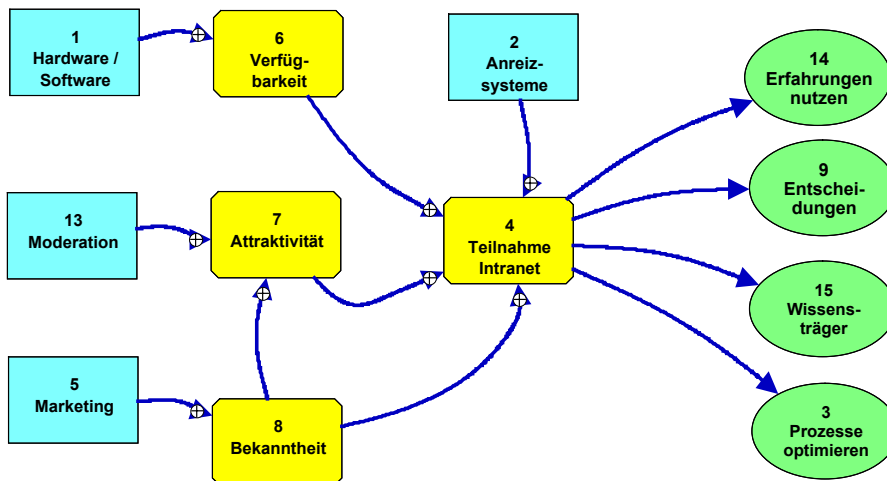 1
Hardware /
Software
6
Verfüg-
barkeit
2
Anreiz-
systeme
14
Erfahrungen
nutzen
9
Entschei-
dungen
13
Moderation
7
Attraktivität
4
Teilnahme
Intranet
15
Wissens-
träger
5
Marketing
8
Bekanntheit
3
Prozesse
optimieren